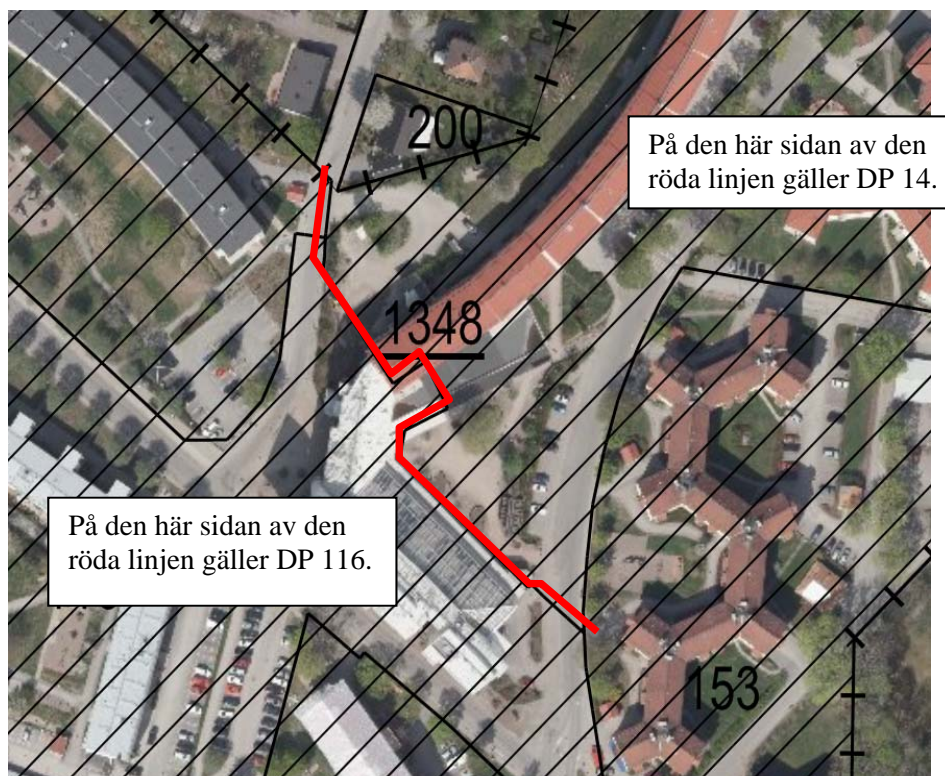 200
På den här sidan av den
röda linjen gäller DP 14.
1348
På den här sidan av den
röda linjen gäller DP 116.
153